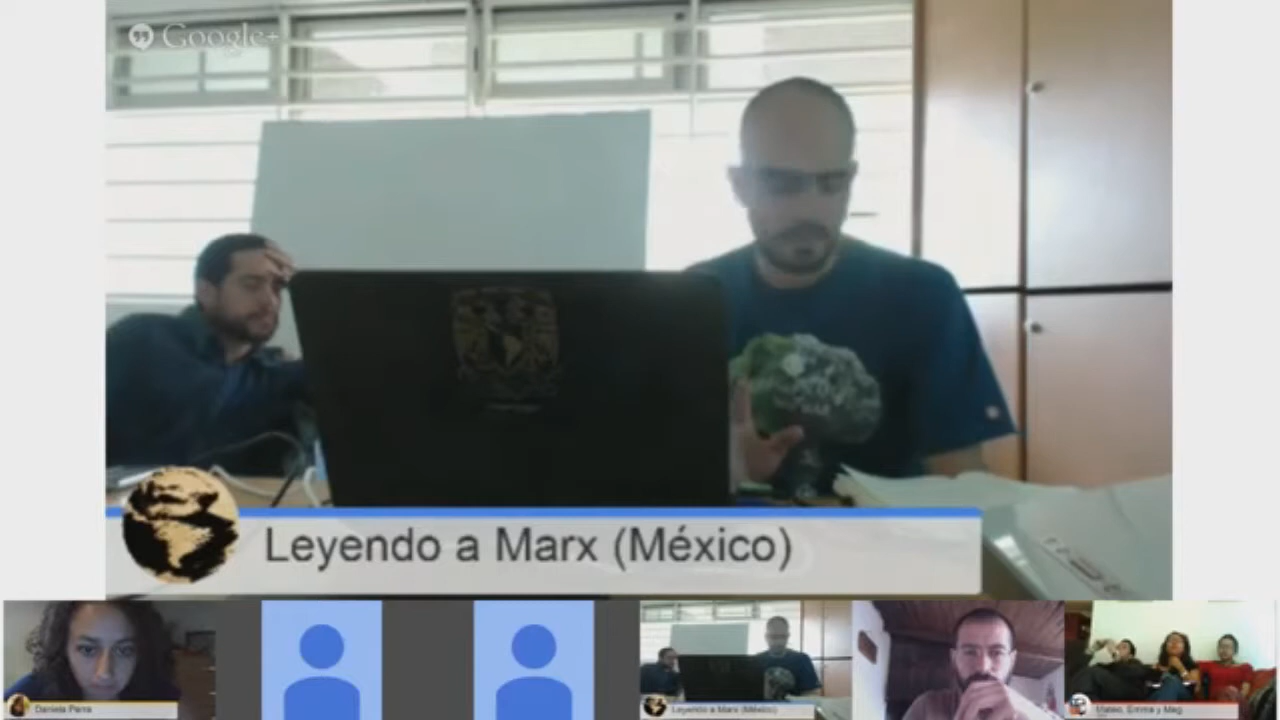 Google+
Leyendo a Marx (México)
Daniela Parra
Leyendo a Marx (México)
Mateo, Emma y Meg